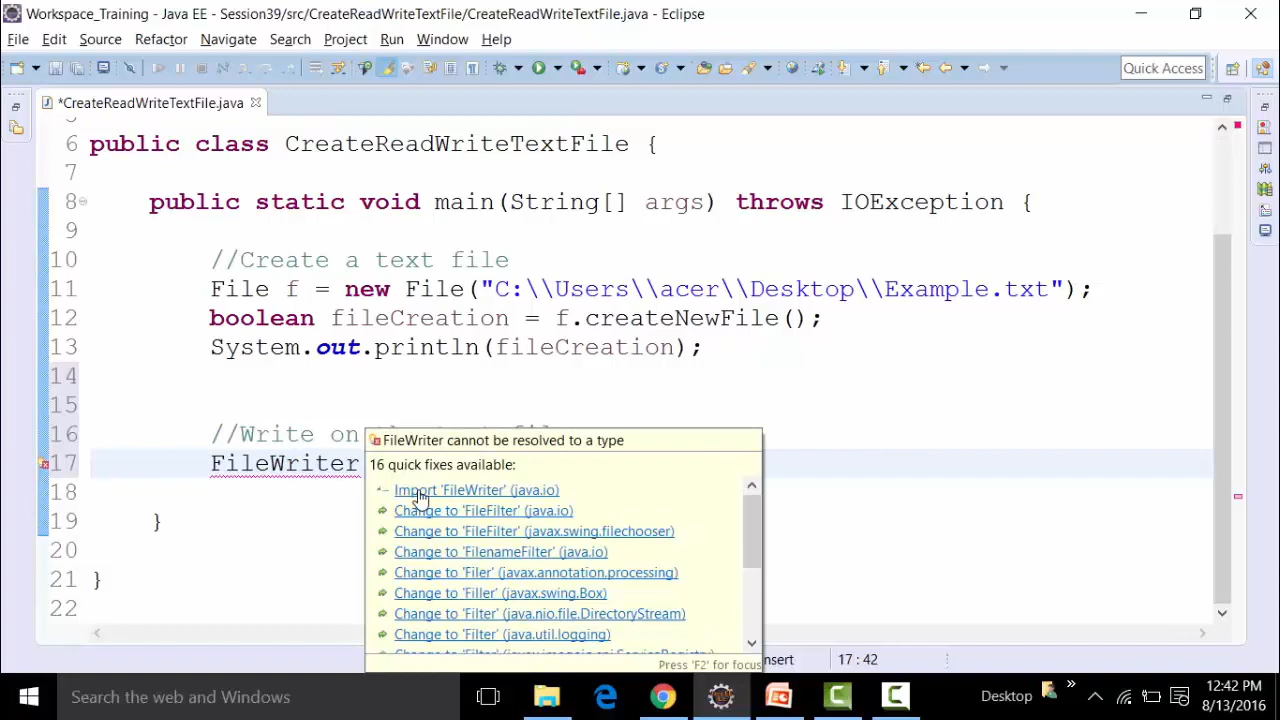 Workspace_Training - Java EE - Session39/src/CreateReadWriteTextFile/CreateReadWriteTextFile.java - Eclipse
File Edit Source Refactor Navigate Search Project Run Window Help
Quick Access
*CreateReadWriteTextFile.java
6 public class CreateReadWriteTextFile {
7
8 public static void main(String[] args) throws IOException {
9
10 //Create a text file
11 File f = new File("C:\\Users\\acer\\Desktop\\Example.txt");
12 boolean fileCreation = f.createNewFile();
13 System.out.println(fileCreation);
14
15
16 //Write on
17 FileWriter
18
19 }
20
21 }
22
FileWriter cannot be resolved to a type
16 quick fixes available:
Import 'FileWriter' (java.io)
Change to 'FileFilter' (java.io)
Change to 'FileFilter' (javax.swing.filechooser)
Change to 'FilenameFilter' (java.io)
Change to 'Filer' (javax.annotation.processing)
Change to 'Filler' (javax.swing.Box)
Change to 'Filter' (java.nio.file.DirectoryStream)
Change to 'Filter' (java.util.logging)
Press 'F2' for focus
nsert 17 : 42
Search the web and Windows
Desktop
12:42 PM
8/13/2016